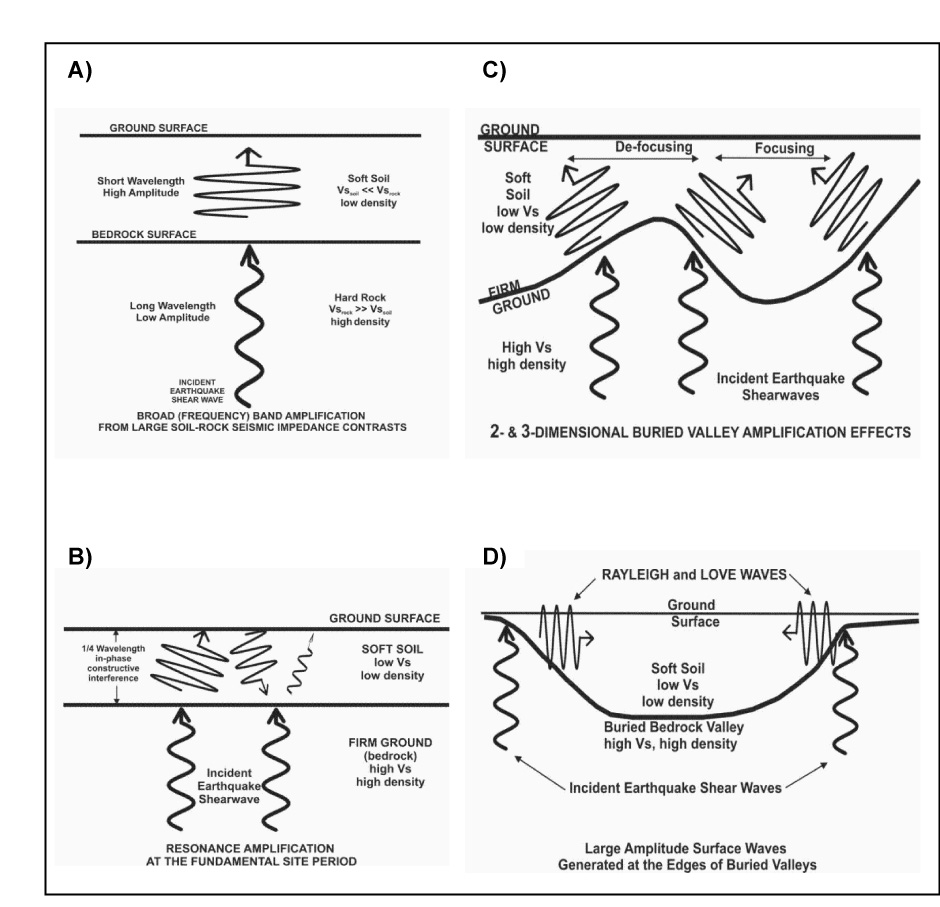 A)
GROUND SURFACE
Short Wavelength
High Amplitude
Soft Soil
Vssoil << Vsrock
low density
BEDROCK SURFACE
Long Wavelength
Low Amplitude
Hard Rock
Vsrock >> Vssoil
high density
INCIDENT
EARTHQUAKE
SHEAR WAVE
BROAD (FREQUENCY) BAND AMPLIFICATION
FROM LARGE SOIL-ROCK SEISMIC IMPEDANCE CONTRASTS
C)
GROUND
SURFACE
De-focusing
Focusing
Soft
Soil
low Vs
low density
FIRM
GROUND
High Vs
high density
Incident Earthquake
Shearwaves
2- & 3-DIMENSIONAL BURIED VALLEY AMPLIFICATION EFFECTS
B)
GROUND SURFACE
1/4 Wavelength
in-phase
constructive
interference
SOFT SOIL
low Vs
low density
FIRM GROUND
(bedrock)
high Vs
high density
Incident
Earthquake
Shearwave
RESONANCE AMPLIFICATION
AT THE FUNDAMENTAL SITE PERIOD
D)
RAYLEIGH and LOVE WAVES
Ground
Surface
Soft Soil
low Vs
low density
Buried Bedrock Valley
high Vs, high density
Incident Earthquake Shear Waves
Large Amplitude Surface Waves
Generated at the Edges of Buried Valleys